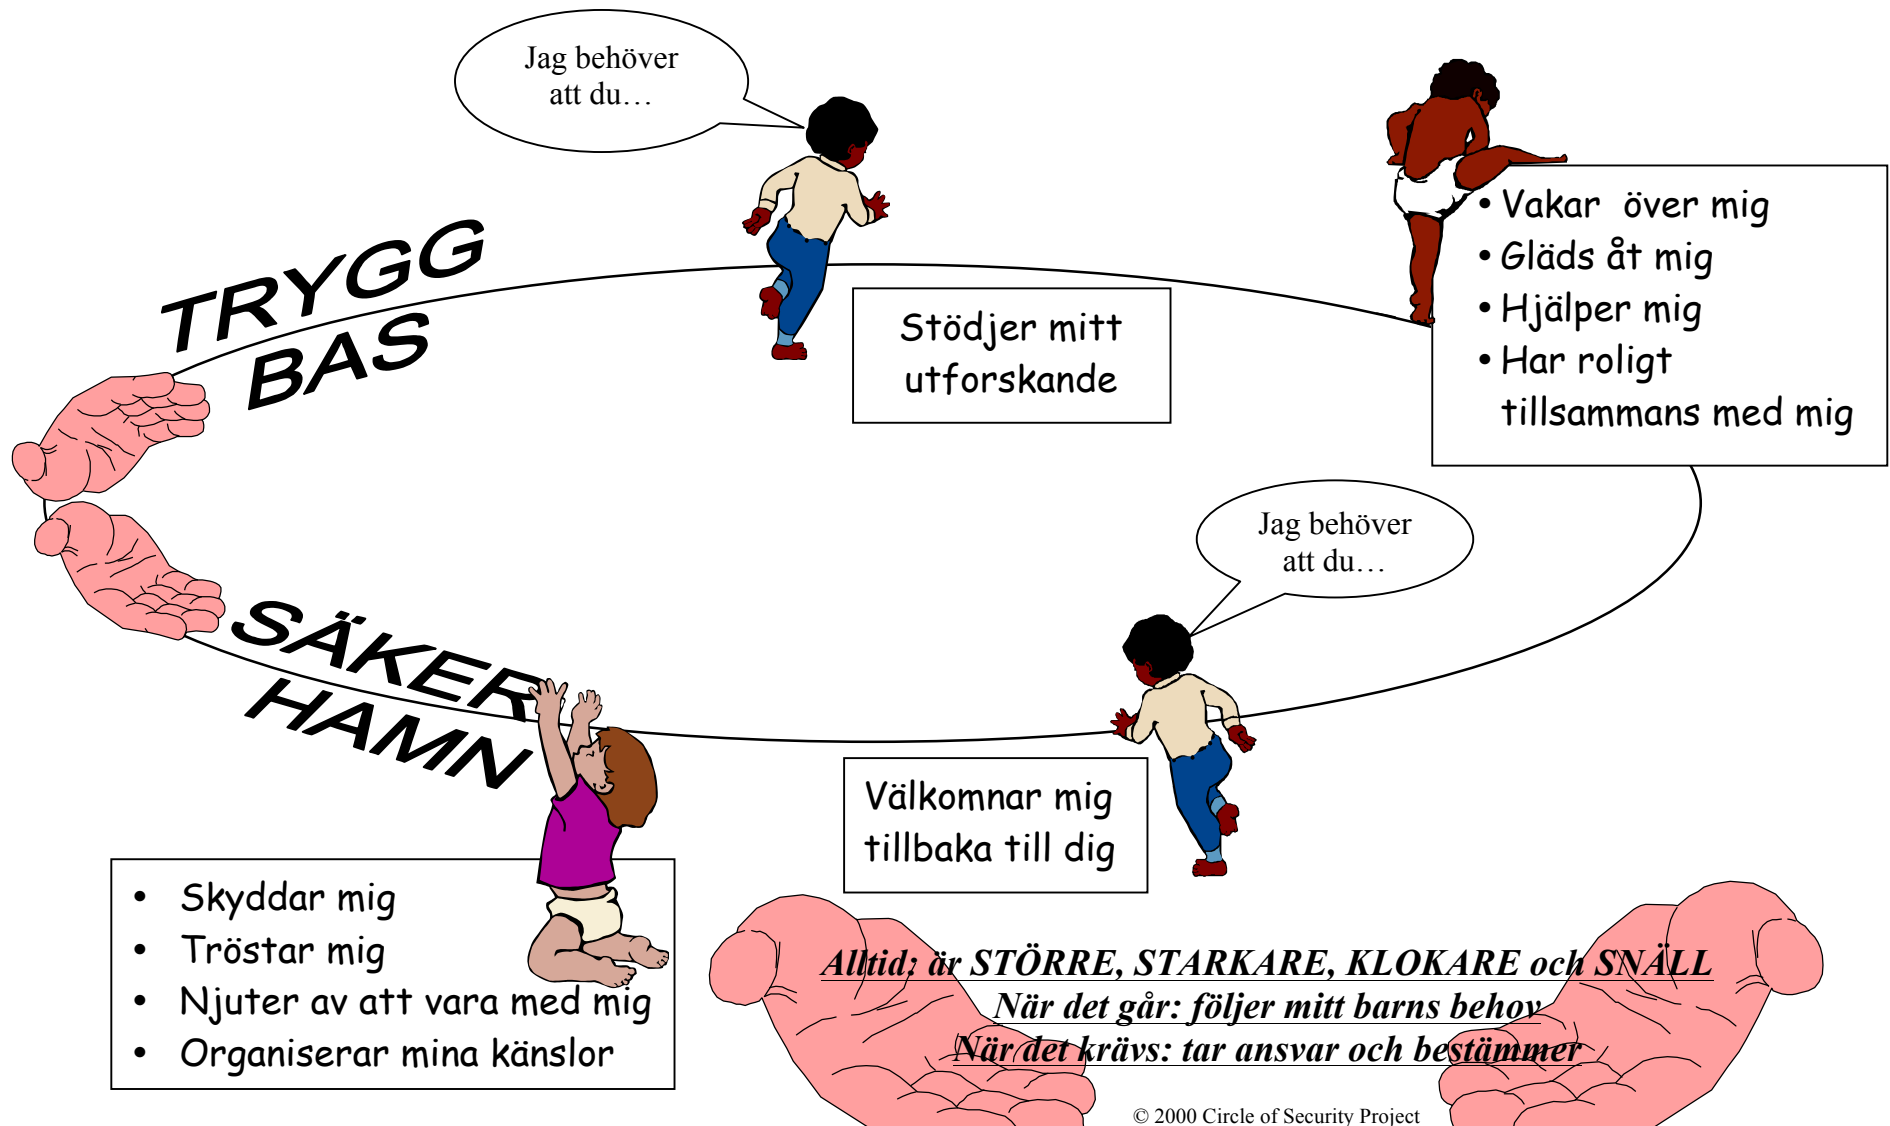 Jag behöver
att du…
TRYGG
BAS
Stödjer mitt
utforskande
• Vakar över mig
• Gläds åt mig
• Hjälper mig
• Har roligt
tillsammans med mig
Jag behöver
att du…
SÄKER
HAMN
Välkomnar mig
tillbaka till dig
• Skyddar mig
• Tröstar mig
• Njuter av att vara med mig
• Organiserar mina känslor
Alltid: är STÖRRE, STARKARE, KLOKARE och SNÄLL
När det går: följer mitt barns behov
När det krävs: tar ansvar och bestämmer
© 2000 Circle of Security Project